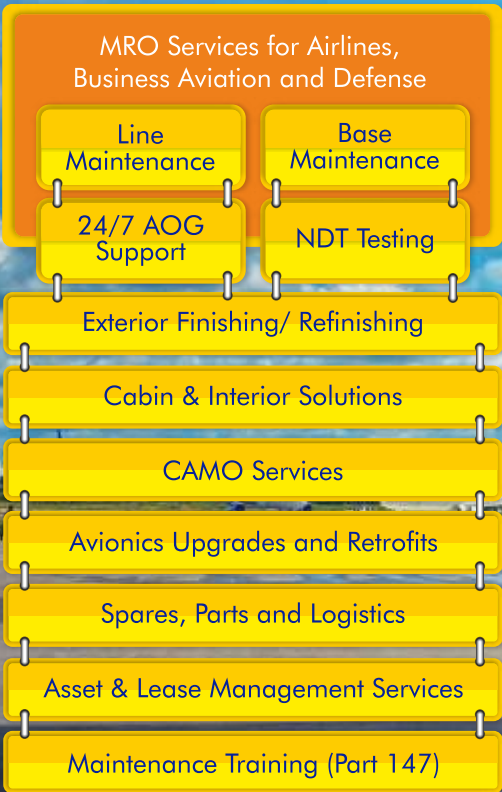 MRO Services for Airlines,
Business Aviation and Defense
Line
Maintenance
Base
Maintenance
24/7 AOG
Support
NDT Testing
Exterior Finishing/ Refinishing
Cabin & Interior Solutions
CAMO Services
Avionics Upgrades and Retrofits
Spares, Parts and Logistics
Asset & Lease Management Services
Maintenance Training (Part 147)